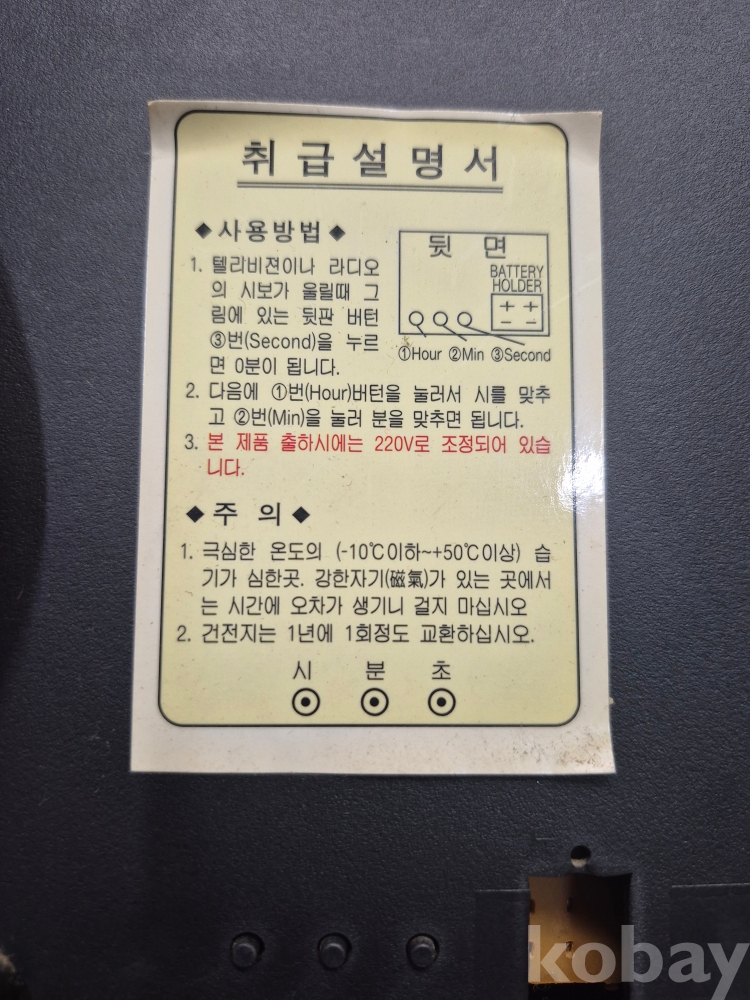 취급설명서
◆사용방법◆
1. 텔리비젼이나 라디오
의 시보가 울릴때 그
림에 있는 뒷판 버턴
③번(Second)을 누르
면 0분이 됩니다.
뒷 면
BATTERY
HOLDER
+ +
- -
①Hour ②Min ③Second
2. 다음에 ①번(Hour)버턴을 눌러서 시를 맞추
고 ②번(Min)을 눌러 분을 맞추면 됩니다.
3. 본 제품 출하시에는 220V로 조정되어 있습
니다.
◆주 의◆
1. 극심한 온도의 (-10℃이하~+50℃이상) 습
기가 심한곳. 강한자기(磁氣)가 있는 곳에서
는 시간에 오차가 생기니 걸지 마십시오
2. 건전지는 1년에 1회정도 교환하십시오.
시 분 초
kobay